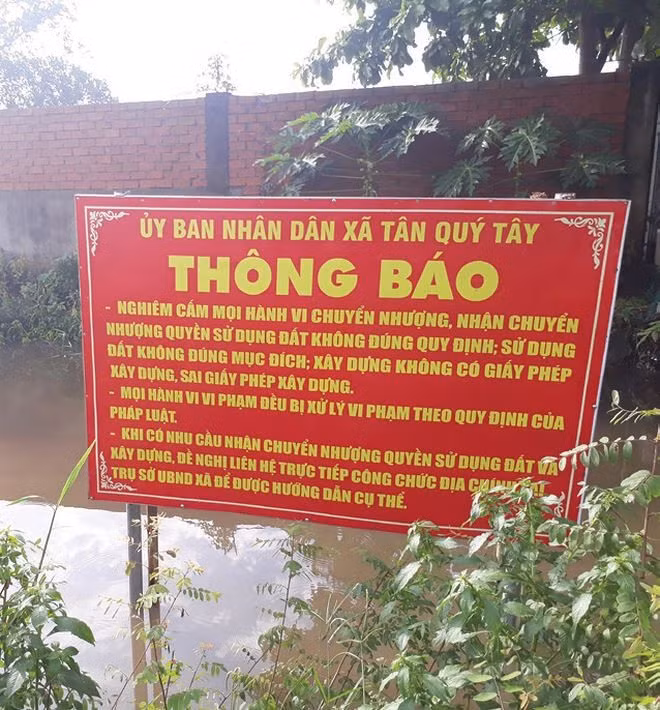 ỦY BAN NHÂN DÂN XÃ TÂN QUÝ TÂY
THÔNG BÁO
- NGHIÊM CẤM MỌI HÀNH VI CHUYỂN NHƯỢNG, NHẬN CHUYỂN
NHƯỢNG QUYỀN SỬ DỤNG ĐẤT KHÔNG ĐÚNG QUY ĐỊNH; SỬ DỤNG
ĐẤT KHÔNG ĐÚNG MỤC ĐÍCH; XÂY DỰNG KHÔNG CÓ GIẤY PHÉP
XÂY DỰNG, SAI GIẤY PHÉP XÂY DỰNG.
- MỌI HÀNH VI VI PHẠM ĐỀU BỊ XỬ LÝ VI PHẠM THEO QUY ĐỊNH CỦA
PHÁP LUẬT.
- KHI CÓ NHU CẦU NHẬN CHUYỂN NHƯỢNG QUYỀN SỬ DỤNG ĐẤT VÀ
XÂY DỰNG, ĐỀ NGHỊ LIÊN HỆ TRỰC TIẾP CÔNG CHỨC ĐỊA CHÍNH
TRỤ SỞ UBND XÃ ĐỂ ĐƯỢC HƯỚNG DẪN CỤ THỂ.